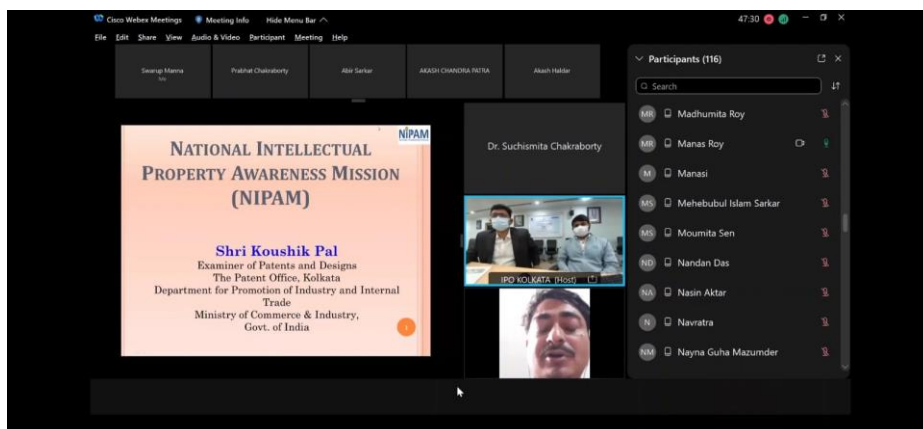 Cisco Webex Meetings Meeting Info Hide Menu Bar
47:30
File Edit Share View Audio & Video Participant Meeting Help
Swarup Manna
Prabhat Chakraborty
Abir Sarkar
AKASH CHANDRA PATRA
Akash Halder
NIPAM
NATIONAL INTELLECTUAL
PROPERTY AWARENESS MISSION
(NIPAM)
Shri Koushik Pal
Examiner of Patents and Designs
The Patent Office, Kolkata
Department for Promotion of Industry and Internal
Trade
Ministry of Commerce & Industry,
Govt. of India
Dr. Suchismita Chakraborty
IPO KOLKATA (Host)
Participants (116)
Search
MR Madhumita Roy
MR Manas Roy
M Manasi
MS Mehebubul Islam Sarkar
MS Moumita Sen
ND Nandan Das
NA Nasin Aktar
N Navratra
NM Nayna Guha Mazumder